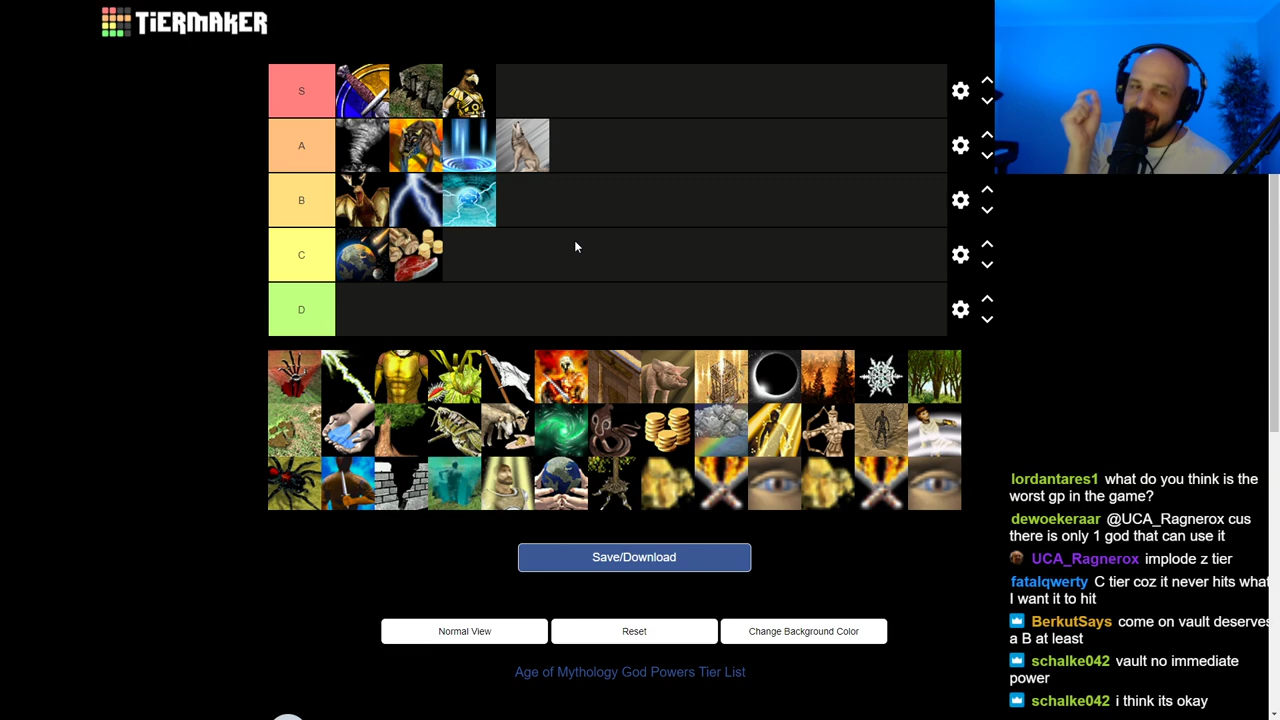 TiERMAKER
S
A
B
C
D
Save/Download
Normal View
Reset
Change Background Color
Age of Mythology God Powers Tier List
lordantares1 what do you think is the
worst gp in the game?
dewoekeraar @UCA_Ragnerox cus
there is only 1 god that can use it
UCA_Ragnerox implode z tier
fatalqwerty C tier coz it never hits what
I want it to hit
BerkutSays come on vault deserves
a B at least
schalke042 vault no immediate
power
schalke042 i think its okay